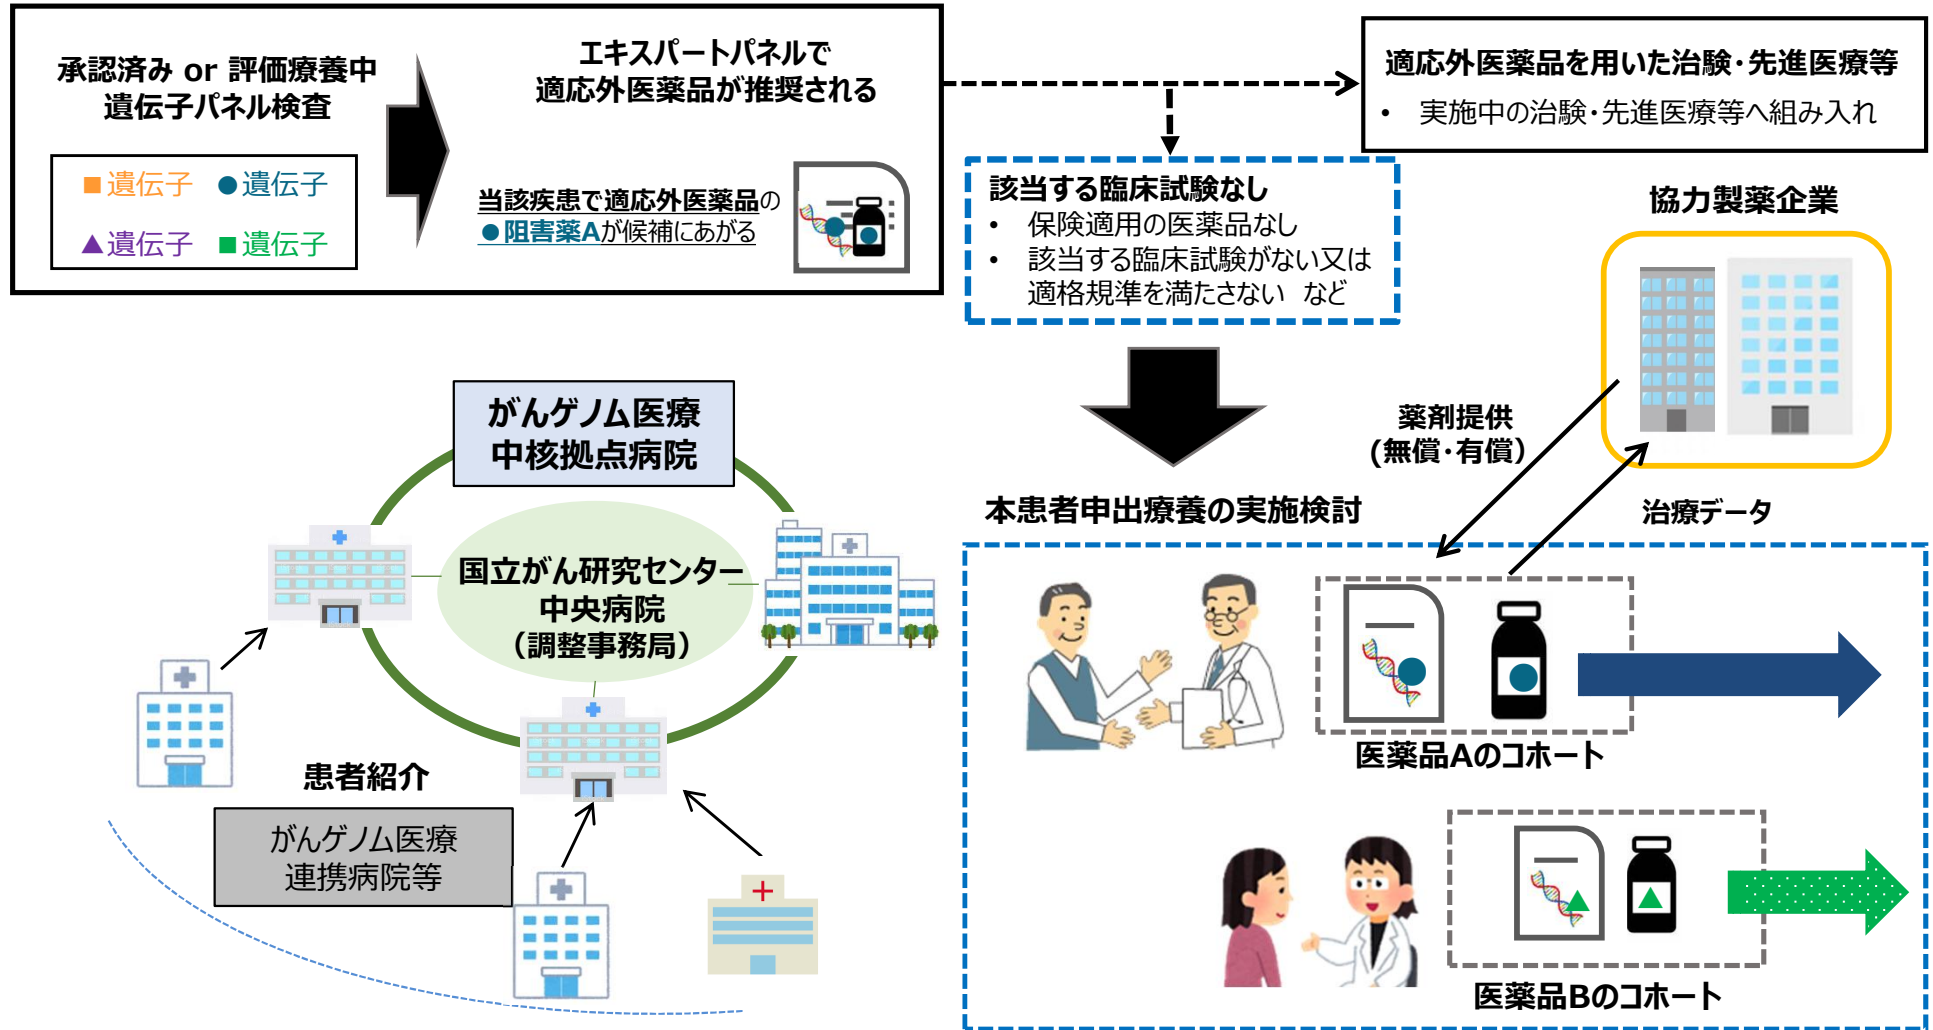 承認済み or 評価療養中
遺伝子パネル検査
■遺伝子 ●遺伝子
▲遺伝子 ■遺伝子
エキスパートパネルで
適応外医薬品が推奨される
当該疾患で適応外医薬品の
●阻害薬Aが候補にあがる
適応外医薬品を用いた治験・先進医療等
• 実施中の治験・先進医療等へ組み入れ
該当する臨床試験なし
• 保険適用の医薬品なし
• 該当する臨床試験がない又は
適格規準を満たさない など
協力製薬企業
薬剤提供
(無償・有償)
治療データ
がんゲノム医療
中核拠点病院
国立がん研究センター
中央病院
（調整事務局）
患者紹介
がんゲノム医療
連携病院等
本患者申出療養の実施検討
医薬品Aのコホート
医薬品Bのコホート